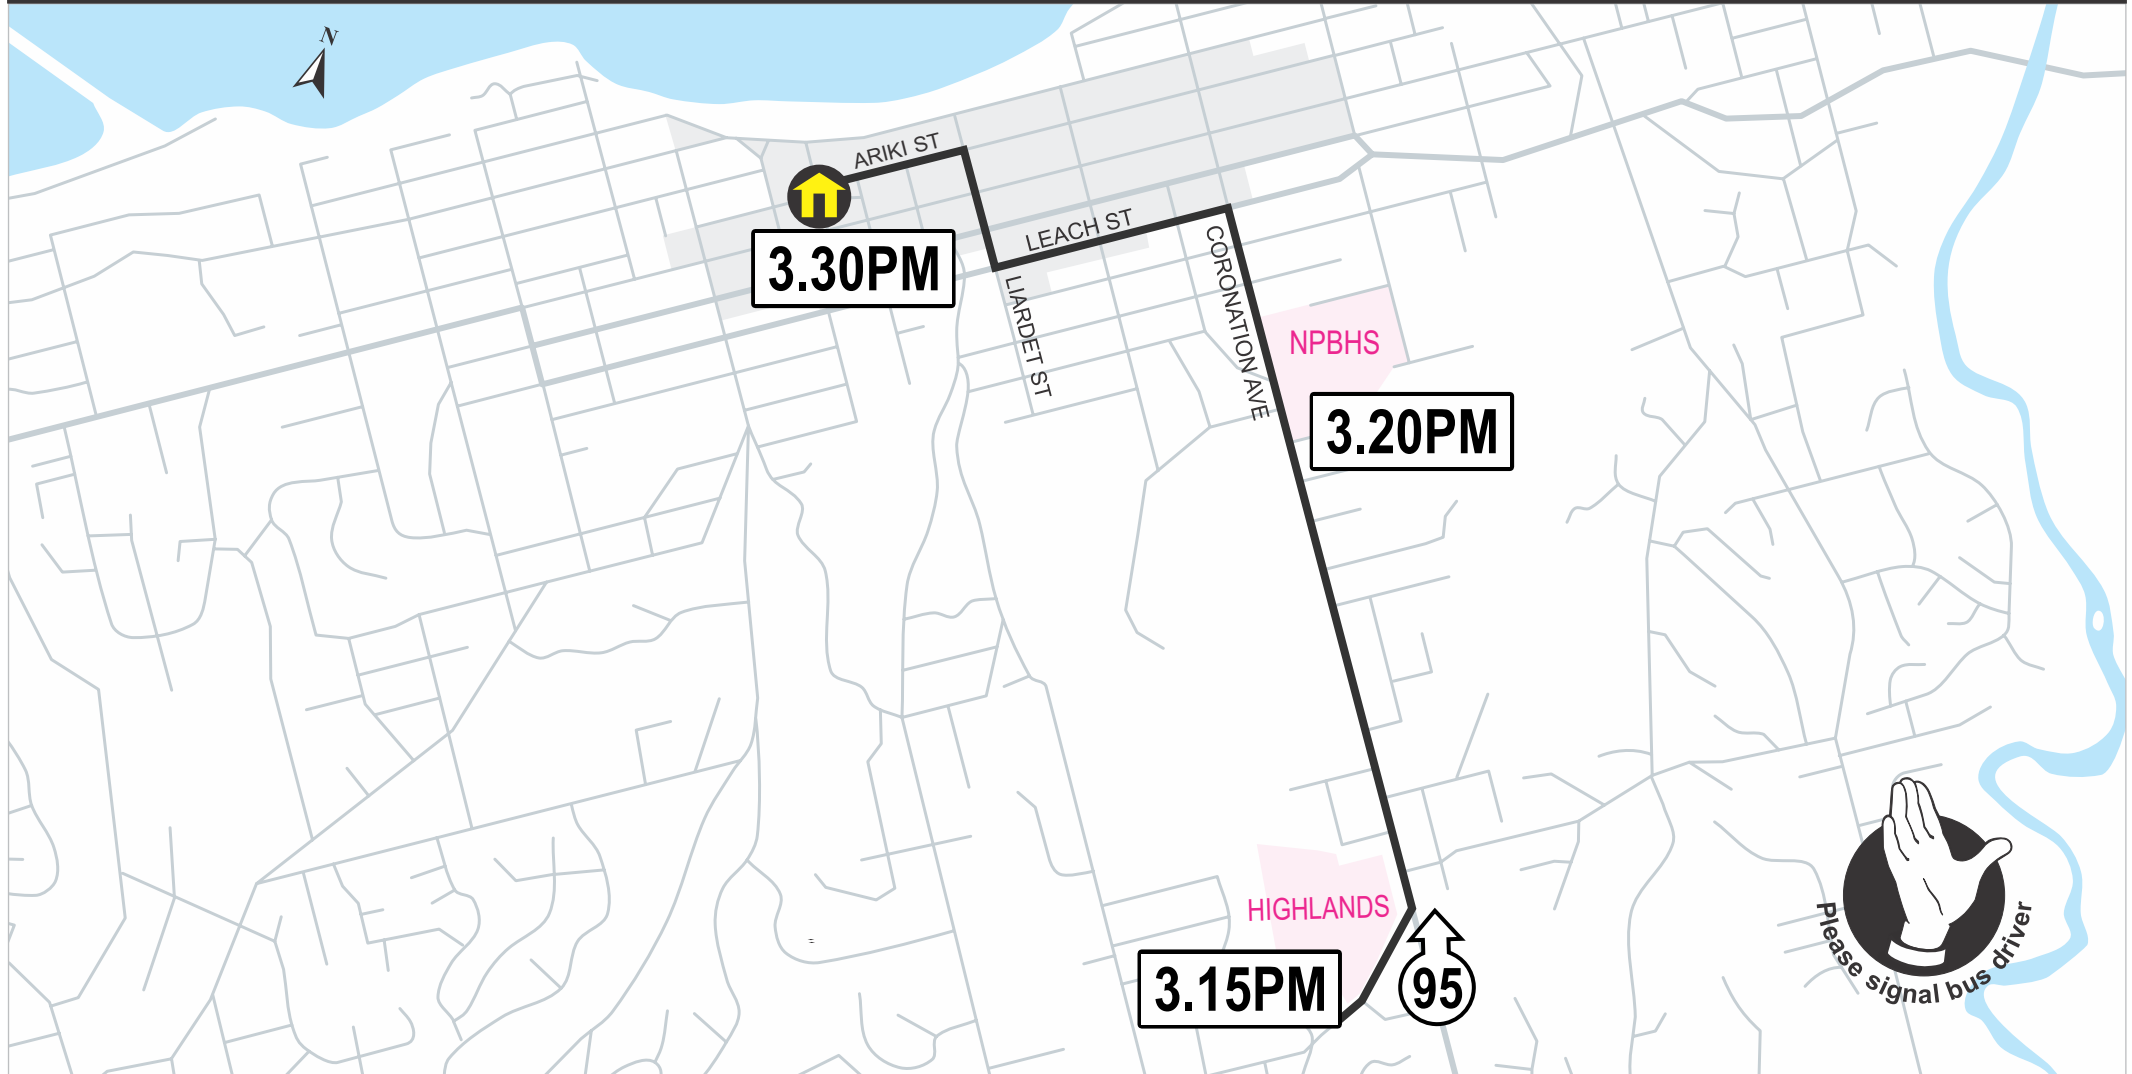 N
ARIKI ST
3.30PM
LEACH ST
LIARDET ST
CORONATION AVE
NPBHS
3.20PM
HIGHLANDS
3.15PM
95
Please signal bus driver